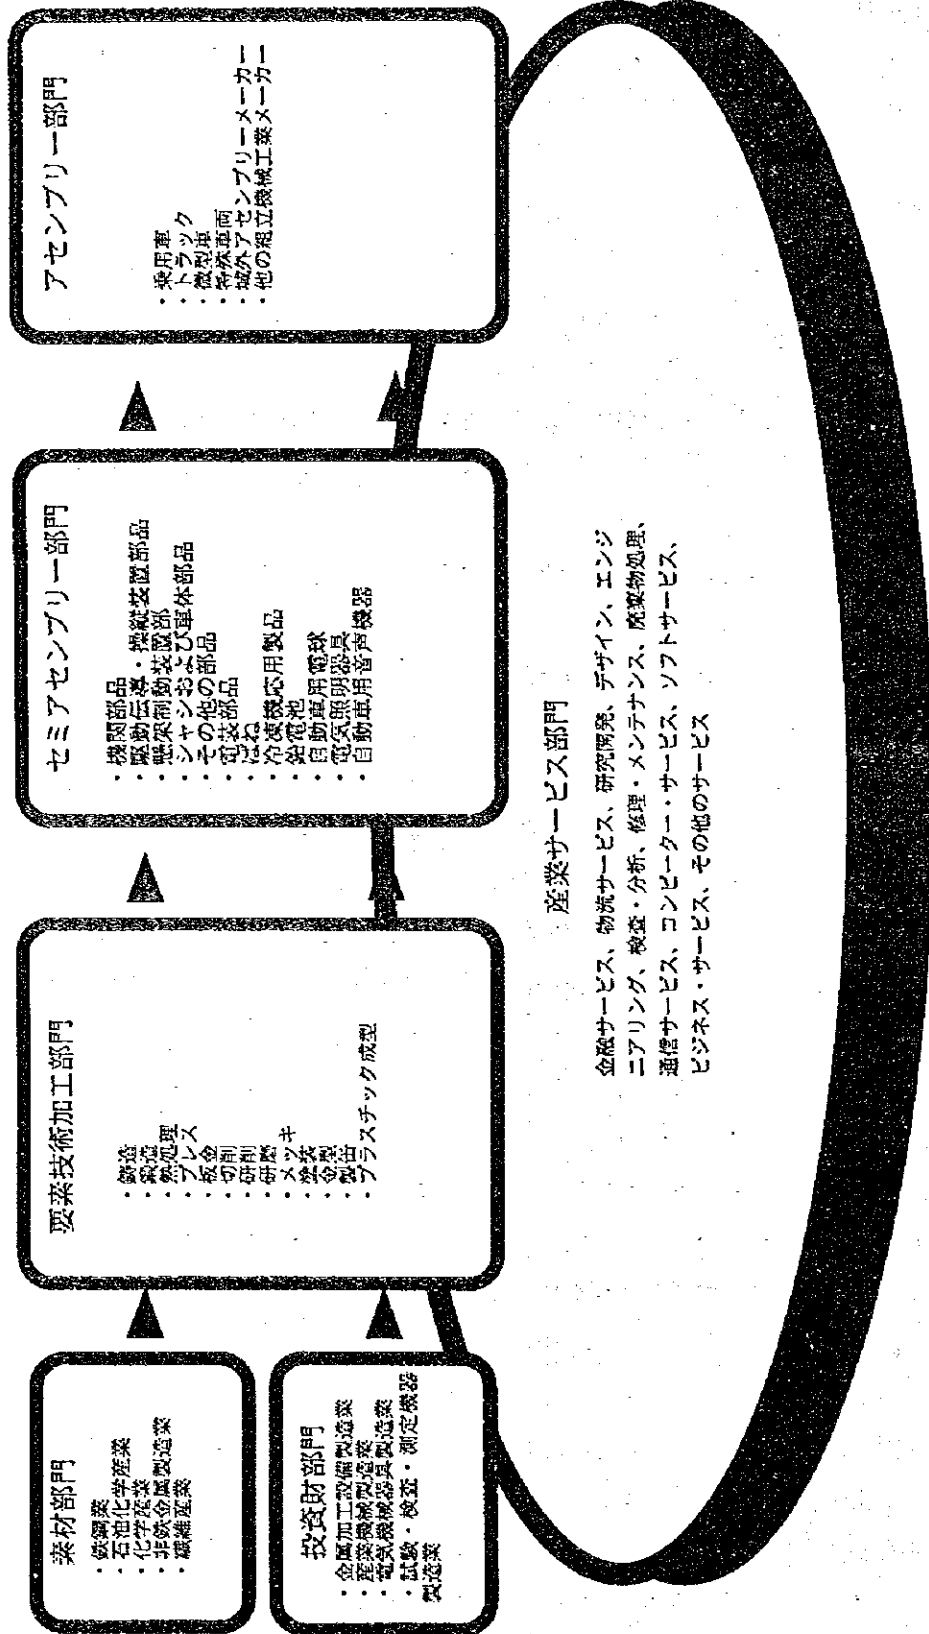 素材部門
・鉄鋼業
・石油化学産業
・化学産業
・非鉄金属製造業
・繊維産業
投資財部門
・金属加工設備製造業
・産業機械製造業
・電気機械器具製造業
・試験・検査・測定機器
製造業
要素技術加工部門
・鋳造
・鍛造
・熱処理
・プレス
・板金
・切削
・研削
・研磨
・メッキ
・塗装
・金型
・製缶
・プラスチック成型
セミアセンブリー部門
・機関部品
・駆動伝導・操縦装置部品
・懸架制動装置部
・シャシおよび車体部品
・その他の部品
・電装部品
・ばね
・冷凍機応用製品
・鉛電池
・自動車用電球
・電気照明器具
・自動車用音声機器
アセンブリー部門
・乗用車
・トラック
・微型車
・特殊車両
・域外アセンブリーメーカー
・他の組立機械工業メーカー
産業サービス部門
金融サービス、物流サービス、研究開発、デザイン、エンジ
ニアリング、検査・分析、修理・メンテナンス、廃棄物処理、
通信サービス、コンピーター・サービス、ソフトサービス、
ビジネス・サービス、その他のサービス